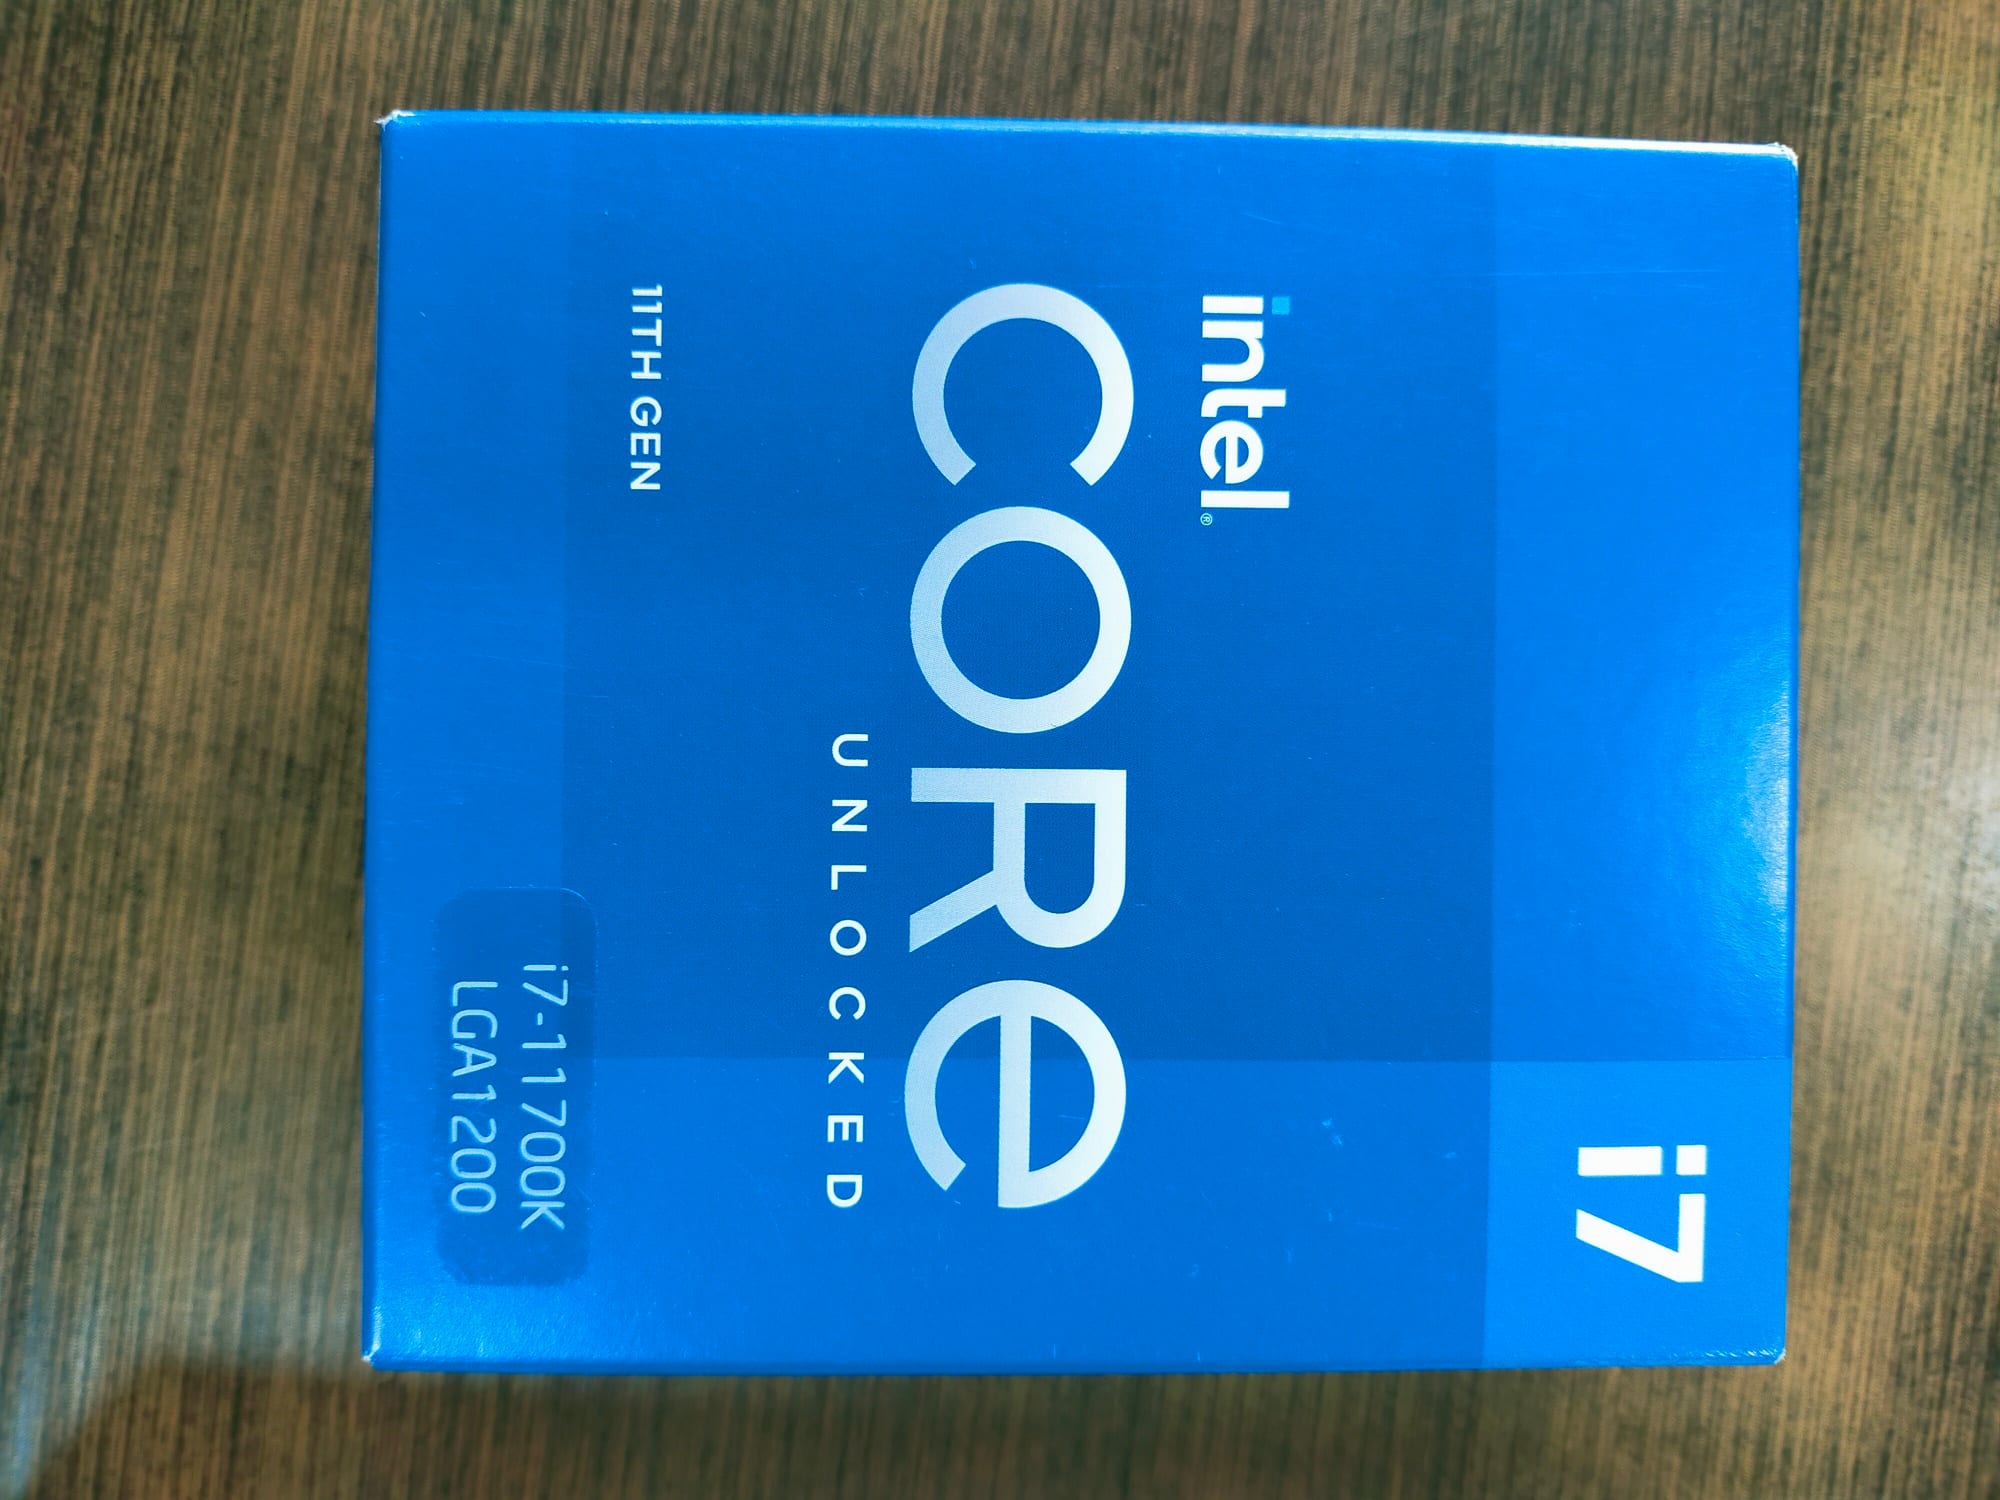 i7
intel®
CORe
UNLOCKED
11TH GEN
i7-11700K
LGA1200